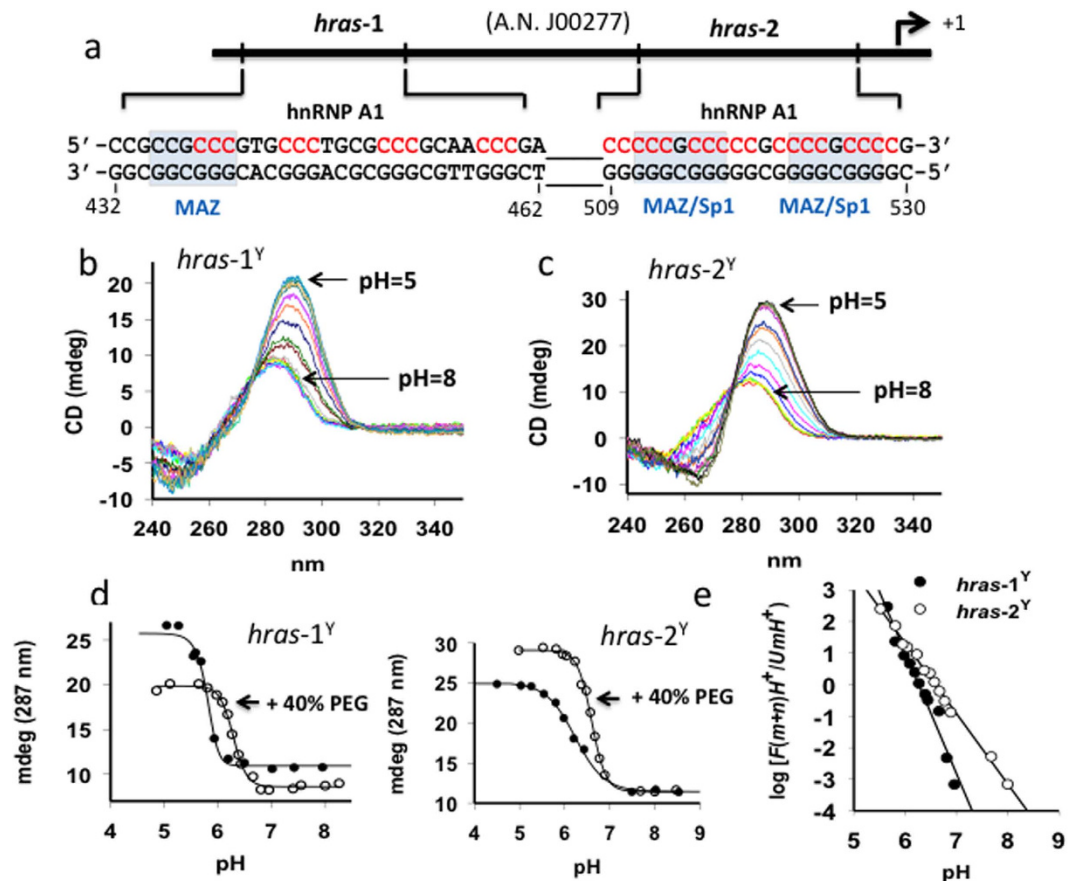 a
hras-1
(A.N. J00277)
hras-2
+1
hnRNP A1
hnRNP A1
5′-CCGCCGCCCGTGCCCTGCGCCCGCAACCCGA CCCCCGCCCCCGCCCCGCCCCG-3′
3′-GGCGGCGGGCACGGGACGCGGGCGTTGGGCT GGGGGCGGGGGCGGGGCGGGGC-5′
432 462 509 530
MAZ MAZ/Sp1 MAZ/Sp1
b
hras-1Y
pH=5
pH=8
CD (mdeg)
20
15
10
5
0
-5
-10
240 260 280 300 320 340
nm
c
hras-2Y
pH=5
pH=8
CD (mdeg)
30
20
10
0
-10
240 260 280 300 320 340
nm
d
hras-1Y
+ 40% PEG
mdeg (287 nm)
25
20
15
10
4 5 6 7 8
pH
hras-2Y
+ 40% PEG
mdeg (287 nm)
30
25
20
15
10
4 5 6 7 8 9
pH
e
hras-1Y
hras-2Y
log [F(m+n)H+/UmH+)
3
2
1
0
-1
-2
-3
-4
5 6 7 8 9
pH